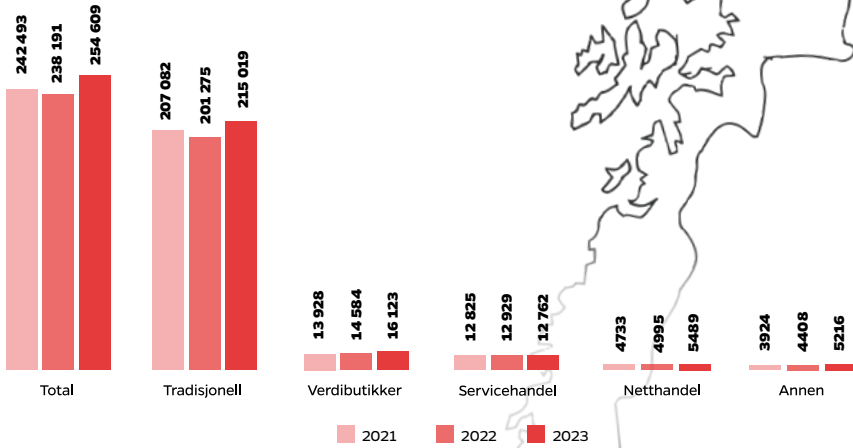 242 493 238 191 254 609
207 082 201 275 215 019
13 928 14 584 16 123
12 825 12 929 12 762
4733 4995 5489
3924 4408 5216
Total Tradisjonell Verdibutikker Servicehandel Netthandel Annen
2021 2022 2023